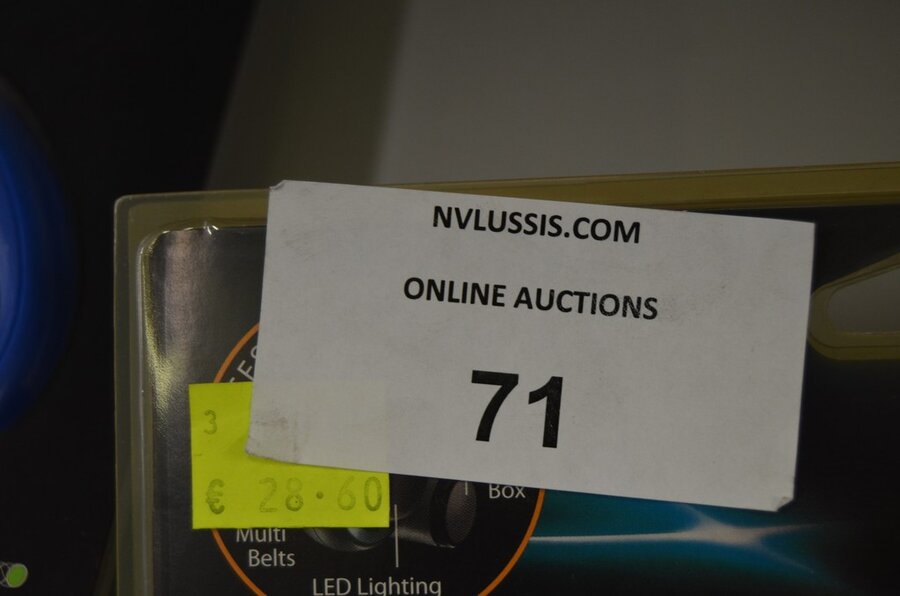 NVLUSSIS.COM
ONLINE AUCTIONS
71
3
€ 28.60
Box
Multi
Belts
LED Lighting